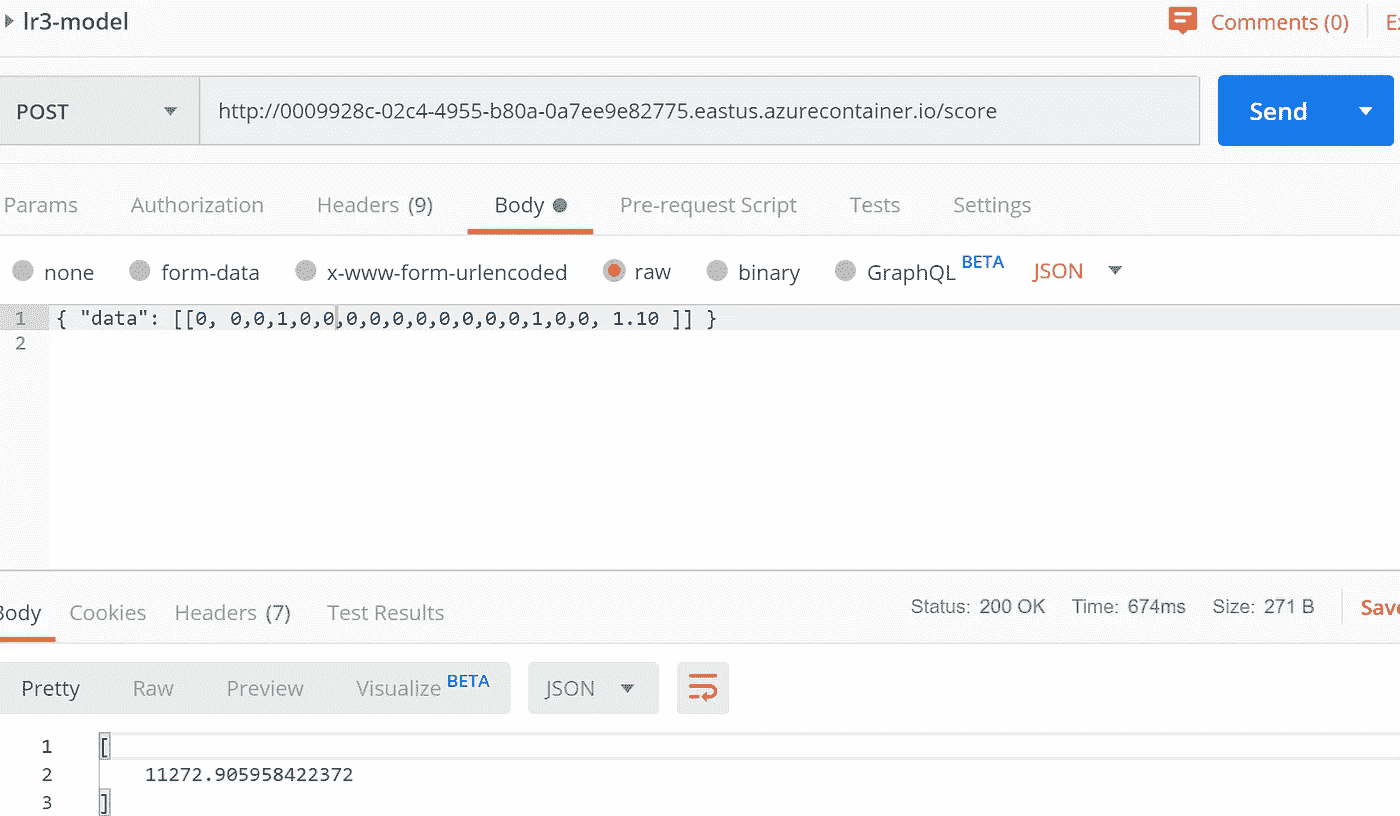 lr3-model
Comments (0)
POST
http://0009928c-02c4-4955-b80a-0a7ee9e82775.eastus.azurecontainer.io/score
Send
Params Authorization Headers (9) Body Pre-request Script Tests Settings
none form-data x-www-form-urlencoded raw binary GraphQL BETA JSON
1 { "data": [[0, 0,0,1,0,0,0,0,0,0,0,0,0,0,1,0,0, 1.10 ]] }
2
Body Cookies Headers (7) Test Results Status: 200 OK Time: 674ms Size: 271 B Save
Pretty Raw Preview Visualize BETA JSON
1 [
2 11272.905958422372
3 ]